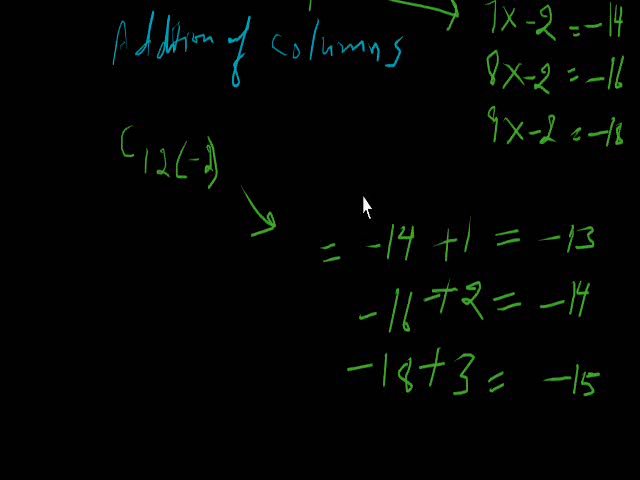 7x-2 = -14
Addition of columns
8x-2 = -16
9x-2 = -18
C12(-2)
= -14 + 1 = -13
-16 + 2 = -14
-18 + 3 = -15